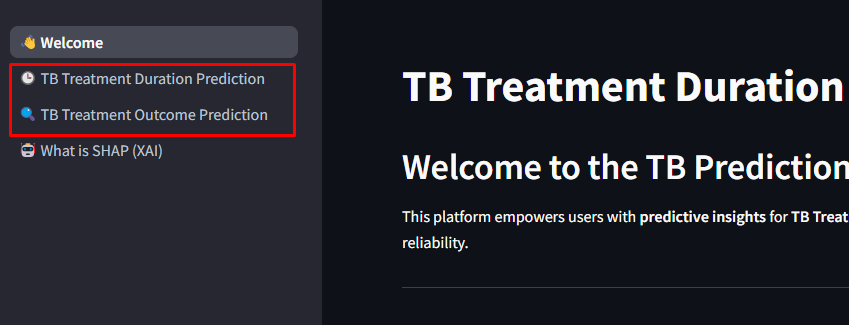 👋 Welcome
🕒 TB Treatment Duration Prediction
🔍 TB Treatment Outcome Prediction
🤖 What is SHAP (XAI)
TB Treatment Duration
Welcome to the TB Prediction
This platform empowers users with predictive insights for TB Treat
reliability.